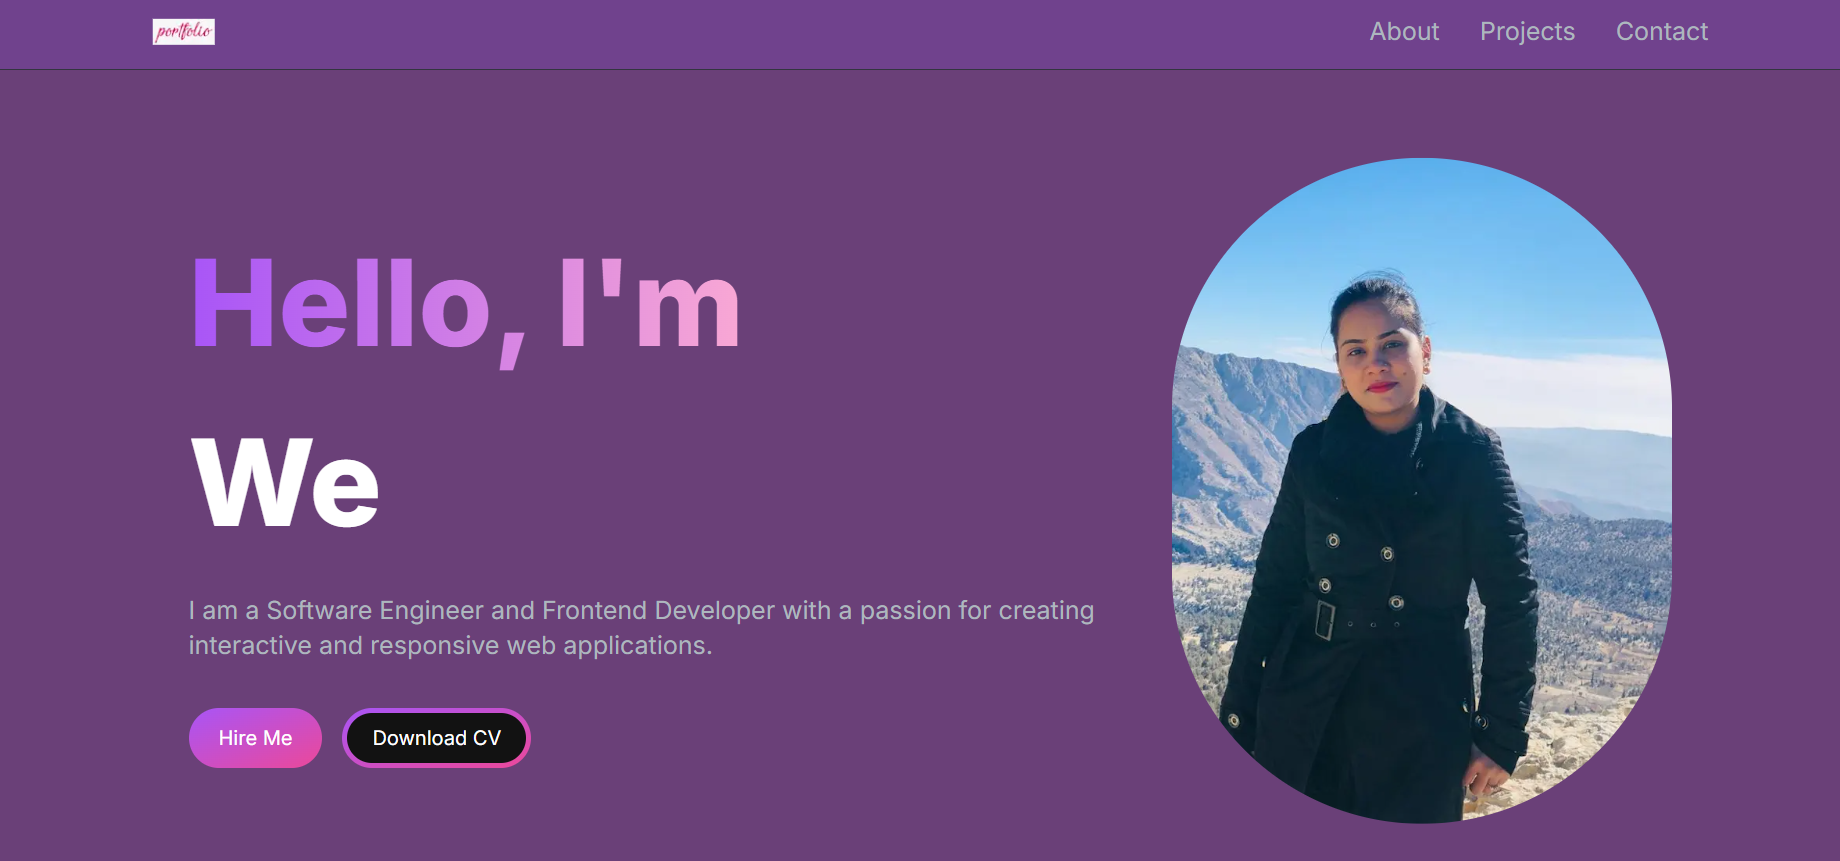 portfolio
About
Projects
Contact
Hello, I'm
We
I am a Software Engineer and Frontend Developer with a passion for creating
interactive and responsive web applications.
Hire Me
Download CV